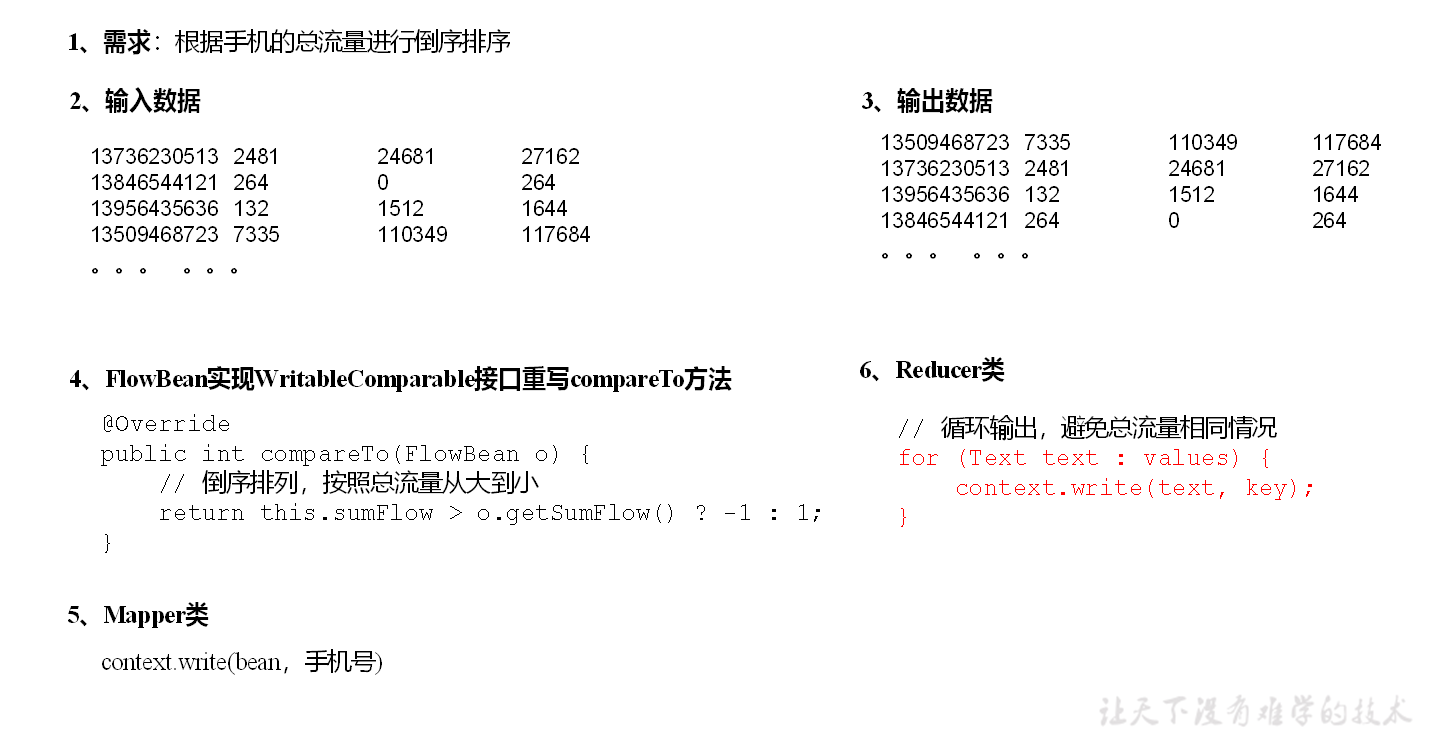 1、需求：根据手机的总流量进行倒序排序
2、输入数据
13736230513 2481 24681 27162
13846544121 264 0 264
13956435636 132 1512 1644
13509468723 7335 110349 117684
。。。 。。。
3、输出数据
13509468723 7335 110349 117684
13736230513 2481 24681 27162
13956435636 132 1512 1644
13846544121 264 0 264
。。。 。。。
4、FlowBean实现WritableComparable接口重写compareTo方法
@Override
public int compareTo(FlowBean o) {
// 倒序排列，按照总流量从大到小
return this.sumFlow > o.getSumFlow() ? -1 : 1;
}
5、Mapper类
context.write(bean，手机号)
6、Reducer类
// 循环输出，避免总流量相同情况
for (Text text : values) {
context.write(text, key);
}
让天下没有难学的技术